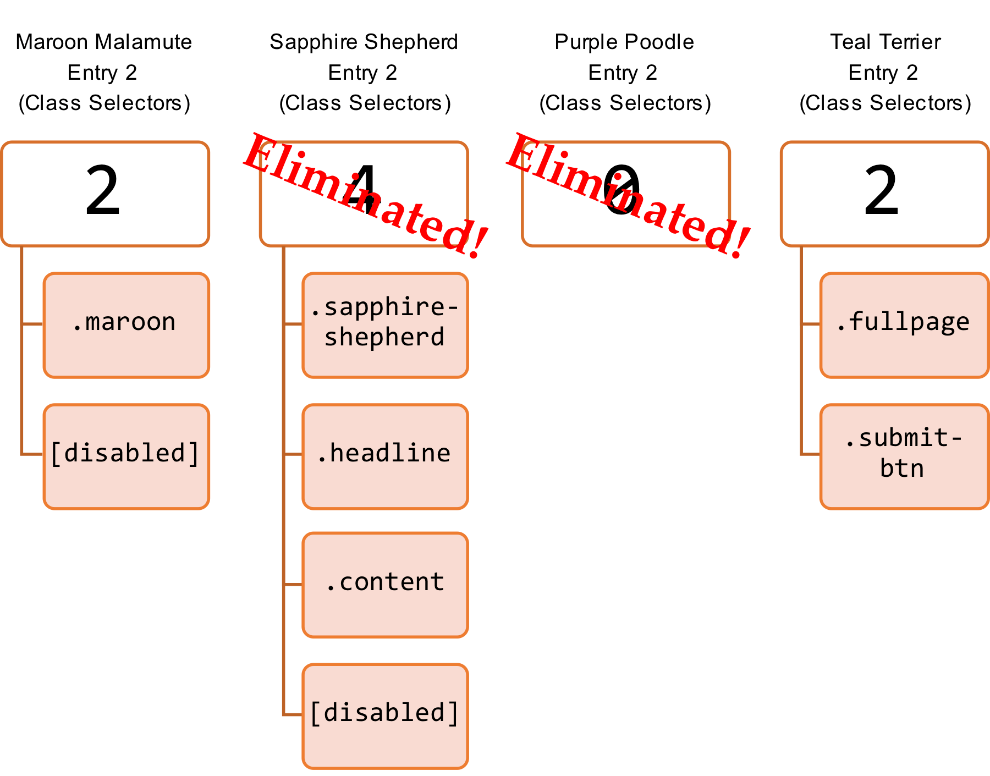 Maroon Malamute
Entry 2
(Class Selectors)
2
.maroon
[disabled]
Sapphire Shepherd
Entry 2
(Class Selectors)
4
Eliminated!
.sapphire-
shepherd
.headline
.content
[disabled]
Purple Poodle
Entry 2
(Class Selectors)
0
Eliminated!
Teal Terrier
Entry 2
(Class Selectors)
2
.fullpage
.submit-
btn